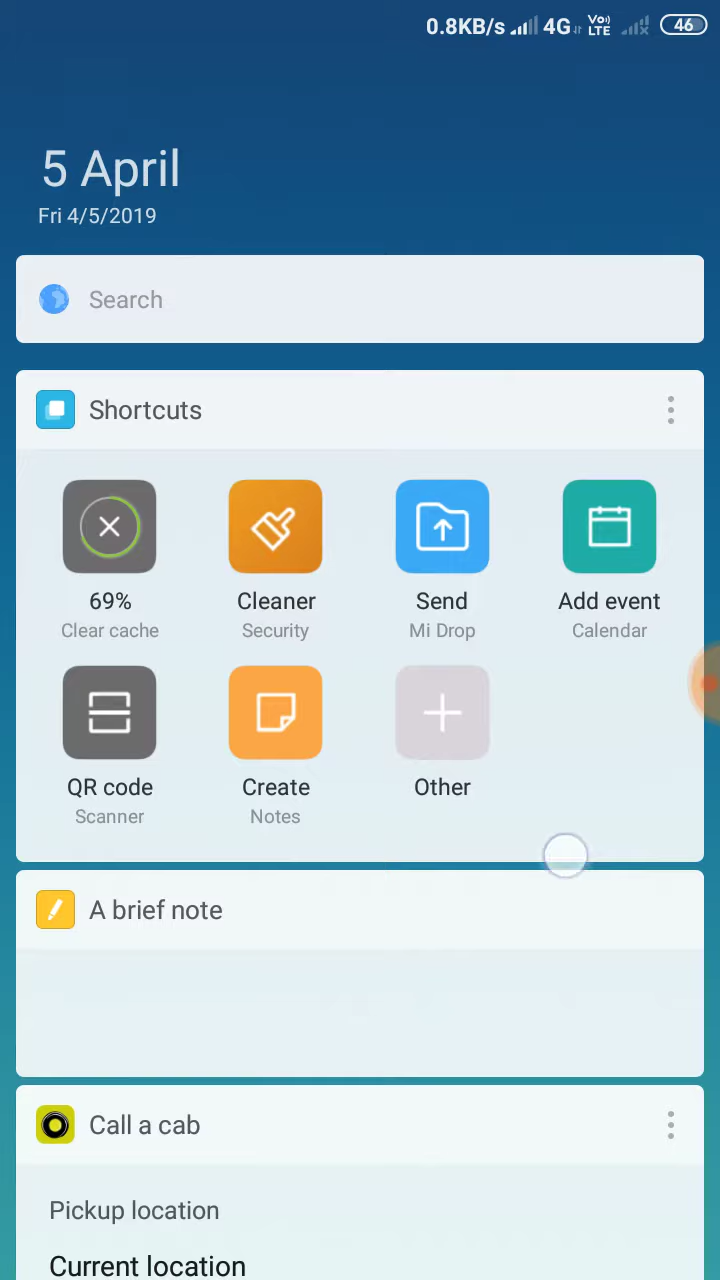 0.8KB/s 4G Vo)) LTE 46
5 April
Fri 4/5/2019
Search
Shortcuts
69% Cleaner Send Add event
Clear cache Security Mi Drop Calendar
QR code Create Other
Scanner Notes
A brief note
Call a cab
Pickup location
Current location